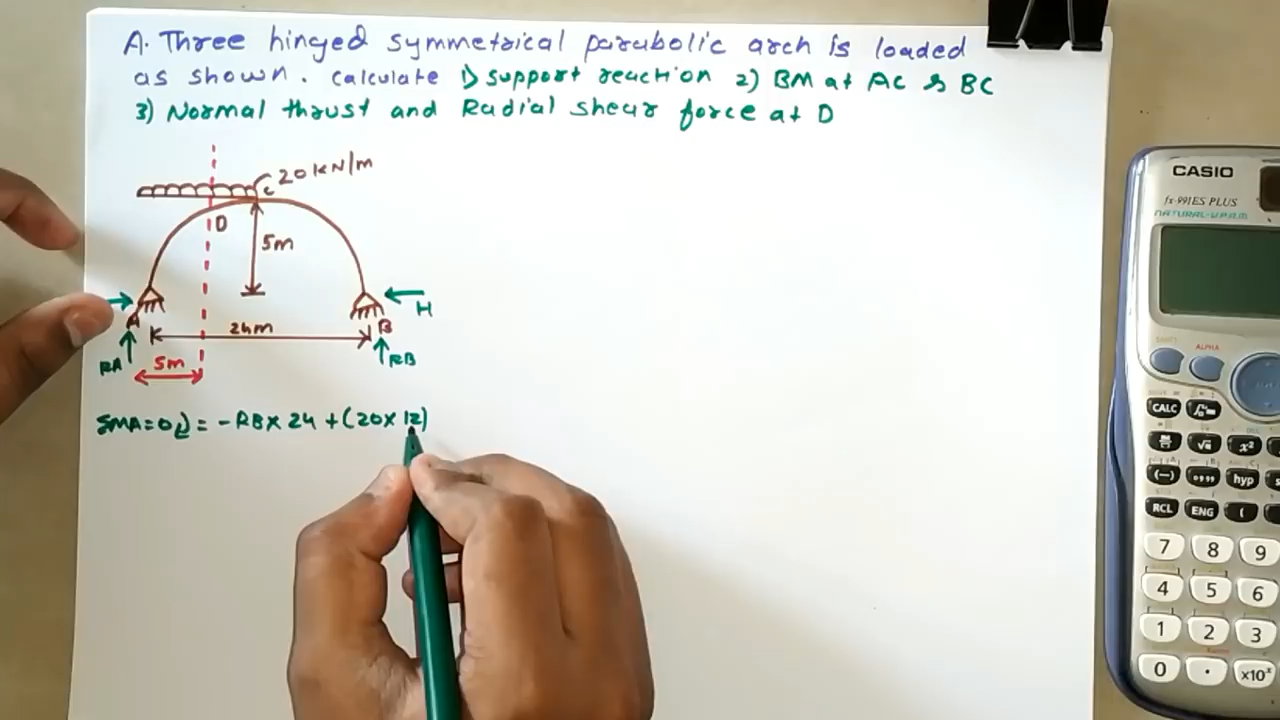 A. Three hinged symmetrical parabolic arch is loaded
as shown. calculate 1) support reaction 2) BM at AC & BC
3) Normal thrust and Radial shear force at D
20 kN/m
C
D
5m
H
A
B
24m
RA
RB
5m
ΣMA=0 = -RB× 24 + (20× 12)
CASIO
fx-991ES PLUS
NATURAL-V.P.A.M.
SHIFT
ALPHA
CALC
√
x²
(-)
hyp
RCL
ENG
(
7 8 9
4 5 6
1 2 3
0 · ×10ˣ